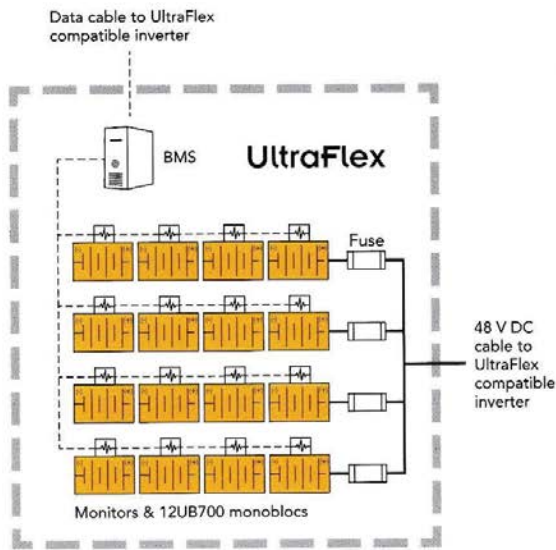 Data cable to UltraFlex
compatible inverter
BMS
UltraFlex
Fuse
48 V DC
cable to
UltraFlex
compatible
inverter
Monitors & 12UB700 monoblocs